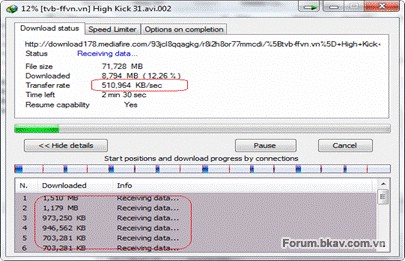 12% [tvb-ffvn.vn] High Kick 31.avi.002
Download status Speed Limiter Options on completion
http://download178.mediafire.com/93jcl8qqagkg/r8i2h8or77mmcdi/%5Btvb-ffvn.vn%5D+High+Kick+
Status Receiving data...
File size 71,728 MB
Downloaded 8,794 MB ( 12,26 % )
Transfer rate 510,964 KB/sec
Time left 2 min 30 sec
Resume capability Yes
<< Hide details Pause Cancel
Start positions and download progress by connections
N. Downloaded Info
1 1,510 MB Receiving data...
2 1,179 MB Receiving data...
3 973,250 KB Receiving data...
4 946,562 KB Receiving data...
5 703,281 KB Receiving data...
6 703,281 KB Receiving data...
Forum.bkav.com.vn